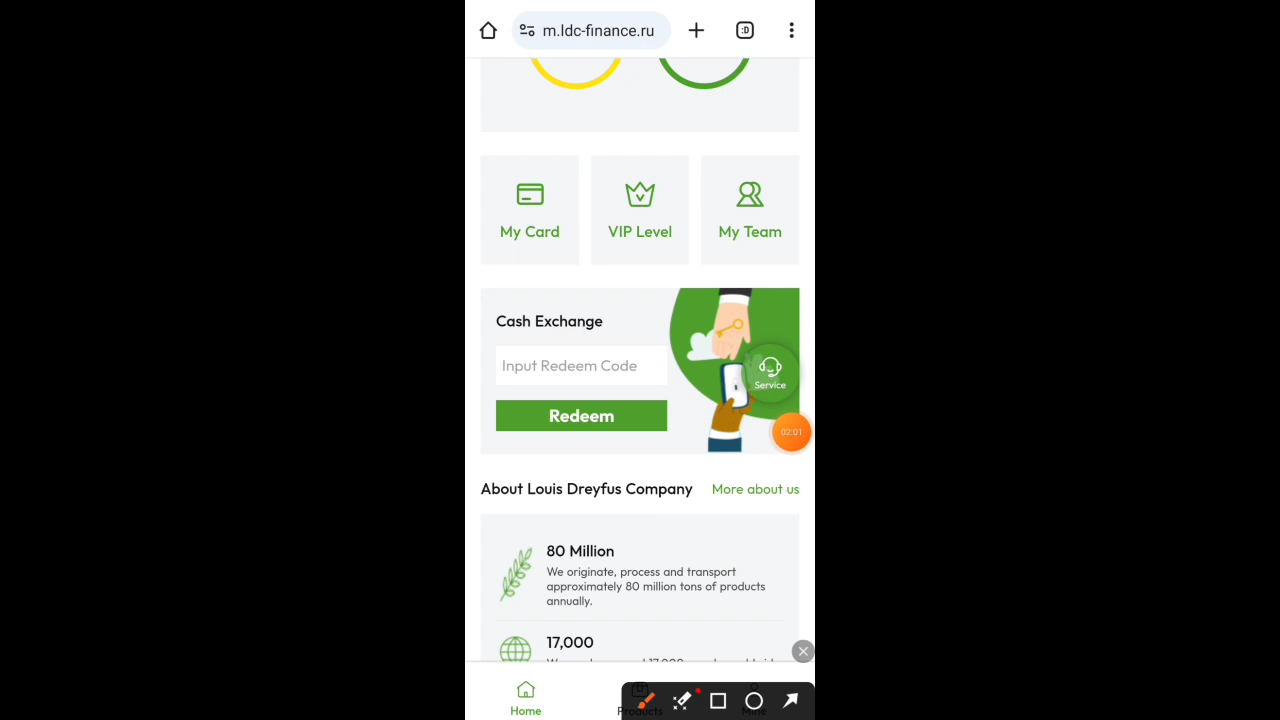 m.ldc-finance.ru
:D
My Card
VIP Level
My Team
Cash Exchange
Input Redeem Code
Service
Redeem
02:01
About Louis Dreyfus Company
More about us
80 Million
We originate, process and transport
approximately 80 million tons of products
annually.
17,000
Home
Products